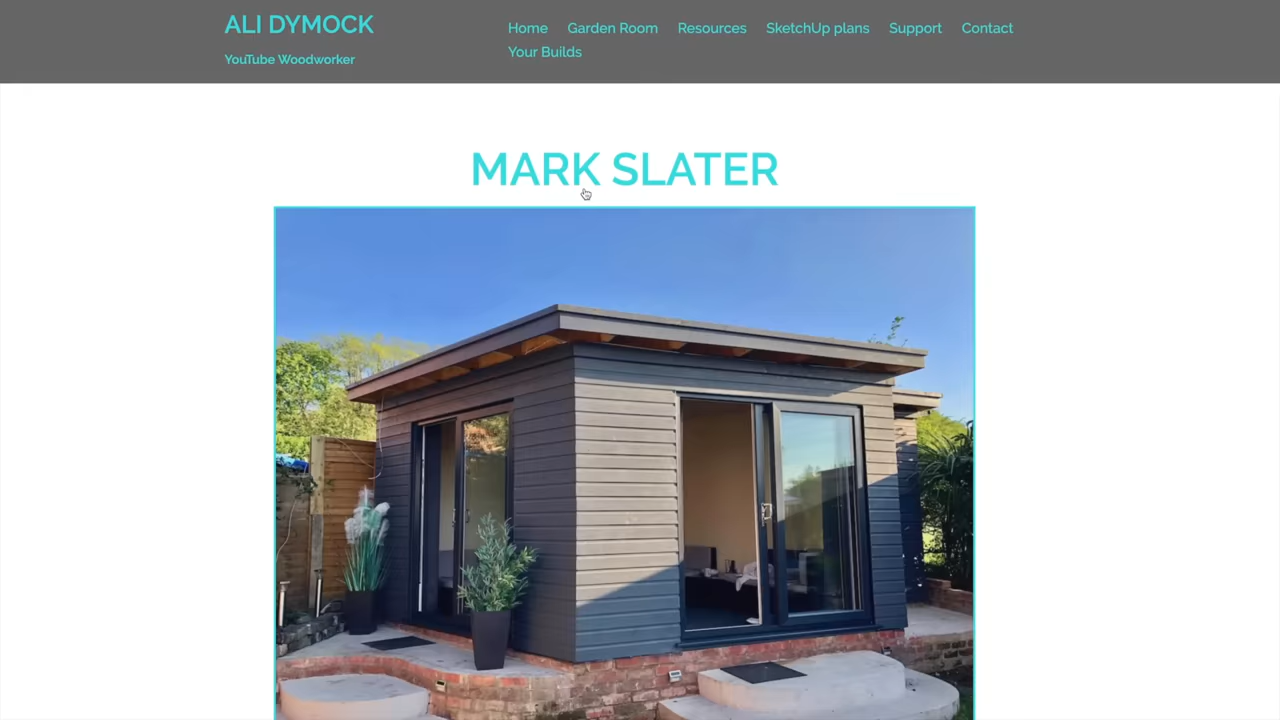 ALI DYMOCK
YouTube Woodworker
Home Garden Room Resources SketchUp plans Support Contact
Your Builds
MARK SLATER